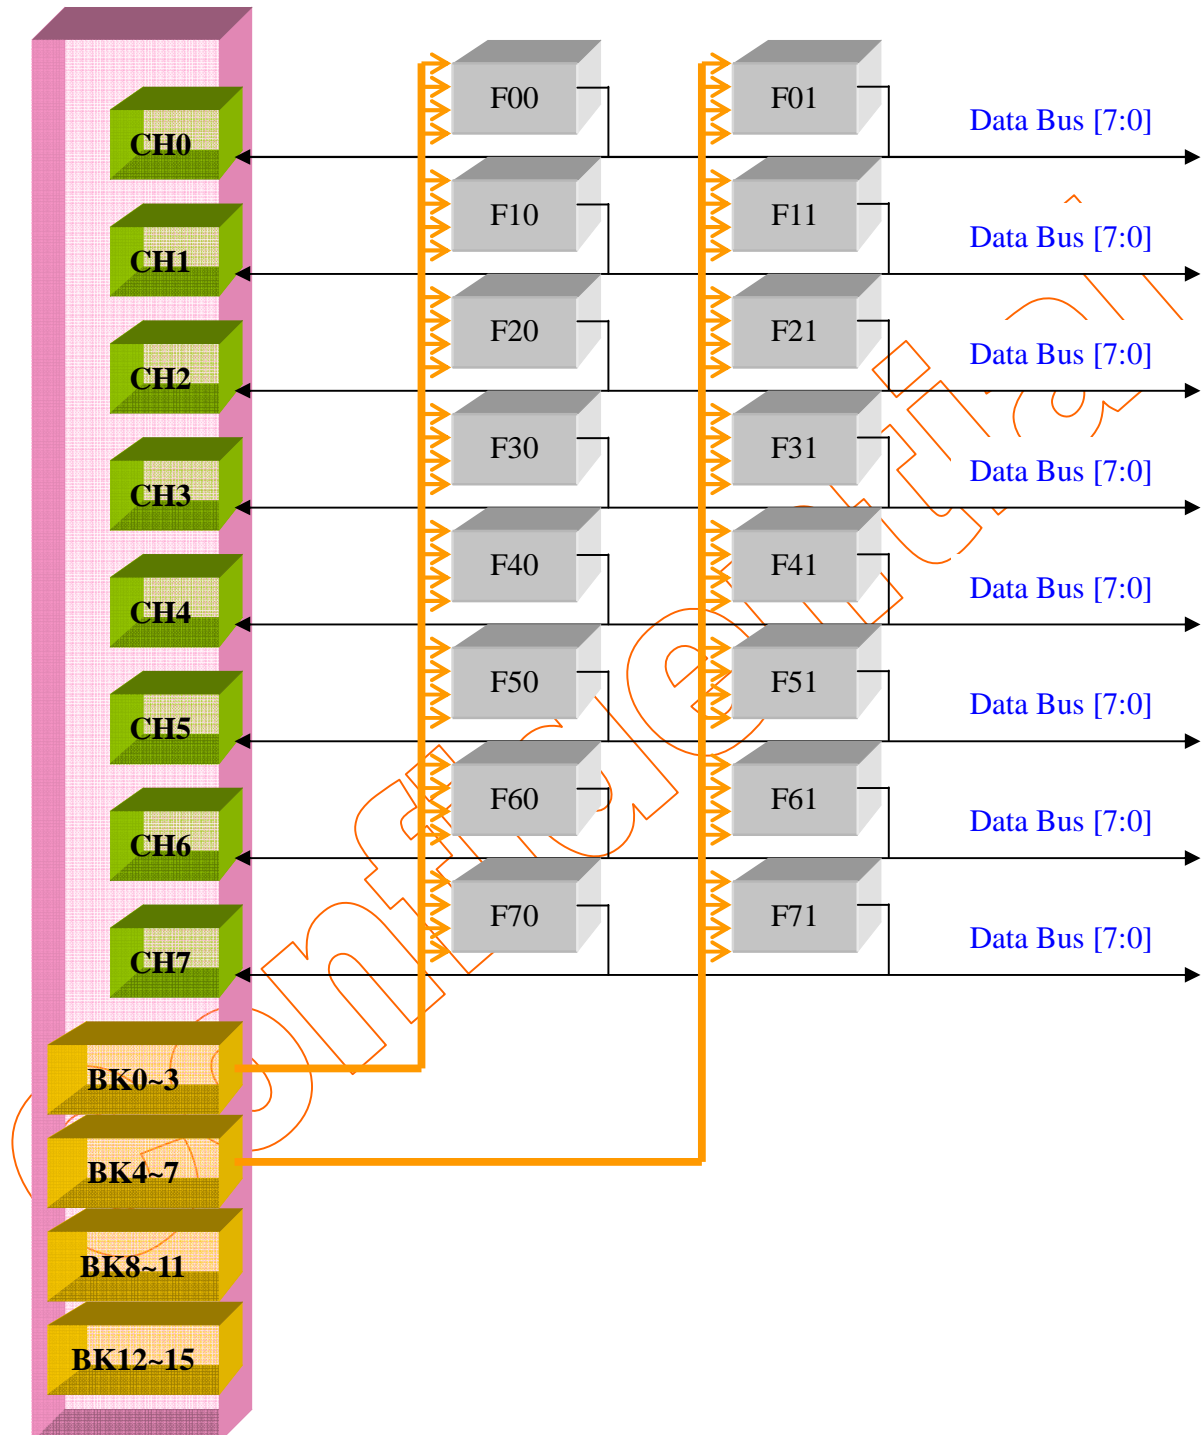 F00 F01
CH0 Data Bus [7:0]
F10 F11
CH1 Data Bus [7:0]
F20 F21
CH2 Data Bus [7:0]
F30 F31
CH3 Data Bus [7:0]
F40 F41
CH4 Data Bus [7:0]
F50 F51
CH5 Data Bus [7:0]
F60 F61
CH6 Data Bus [7:0]
F70 F71
CH7 Data Bus [7:0]
BK0~3
BK4~7
BK8~11
BK12~15
Confidential